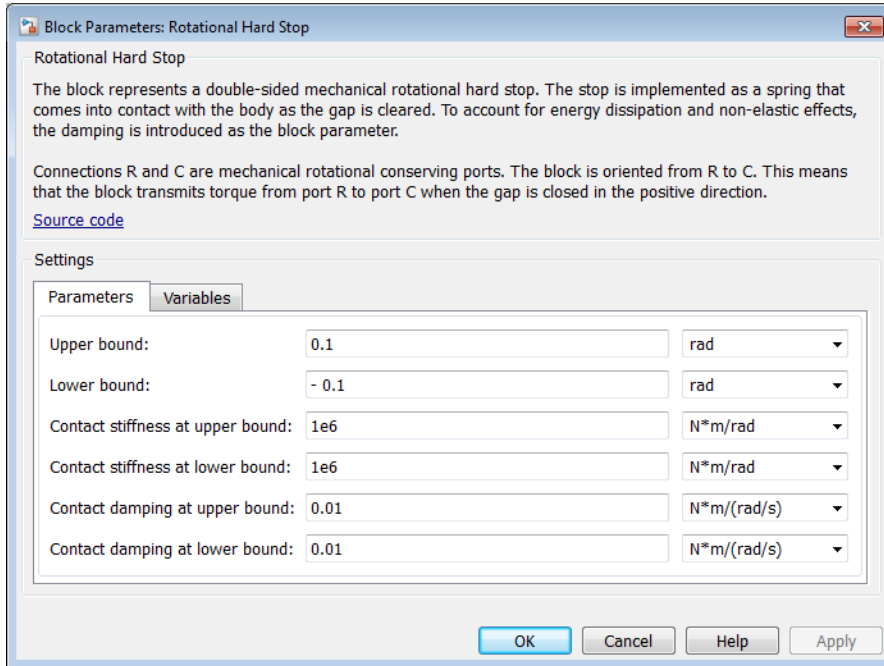 Block Parameters: Rotational Hard Stop
Rotational Hard Stop
The block represents a double-sided mechanical rotational hard stop. The stop is implemented as a spring that
comes into contact with the body as the gap is cleared. To account for energy dissipation and non-elastic effects,
the damping is introduced as the block parameter.
Connections R and C are mechanical rotational conserving ports. The block is oriented from R to C. This means
that the block transmits torque from port R to port C when the gap is closed in the positive direction.
Source code
Settings
Parameters Variables
Upper bound: 0.1 rad
Lower bound: - 0.1 rad
Contact stiffness at upper bound: 1e6 N*m/rad
Contact stiffness at lower bound: 1e6 N*m/rad
Contact damping at upper bound: 0.01 N*m/(rad/s)
Contact damping at lower bound: 0.01 N*m/(rad/s)
OK Cancel Help Apply